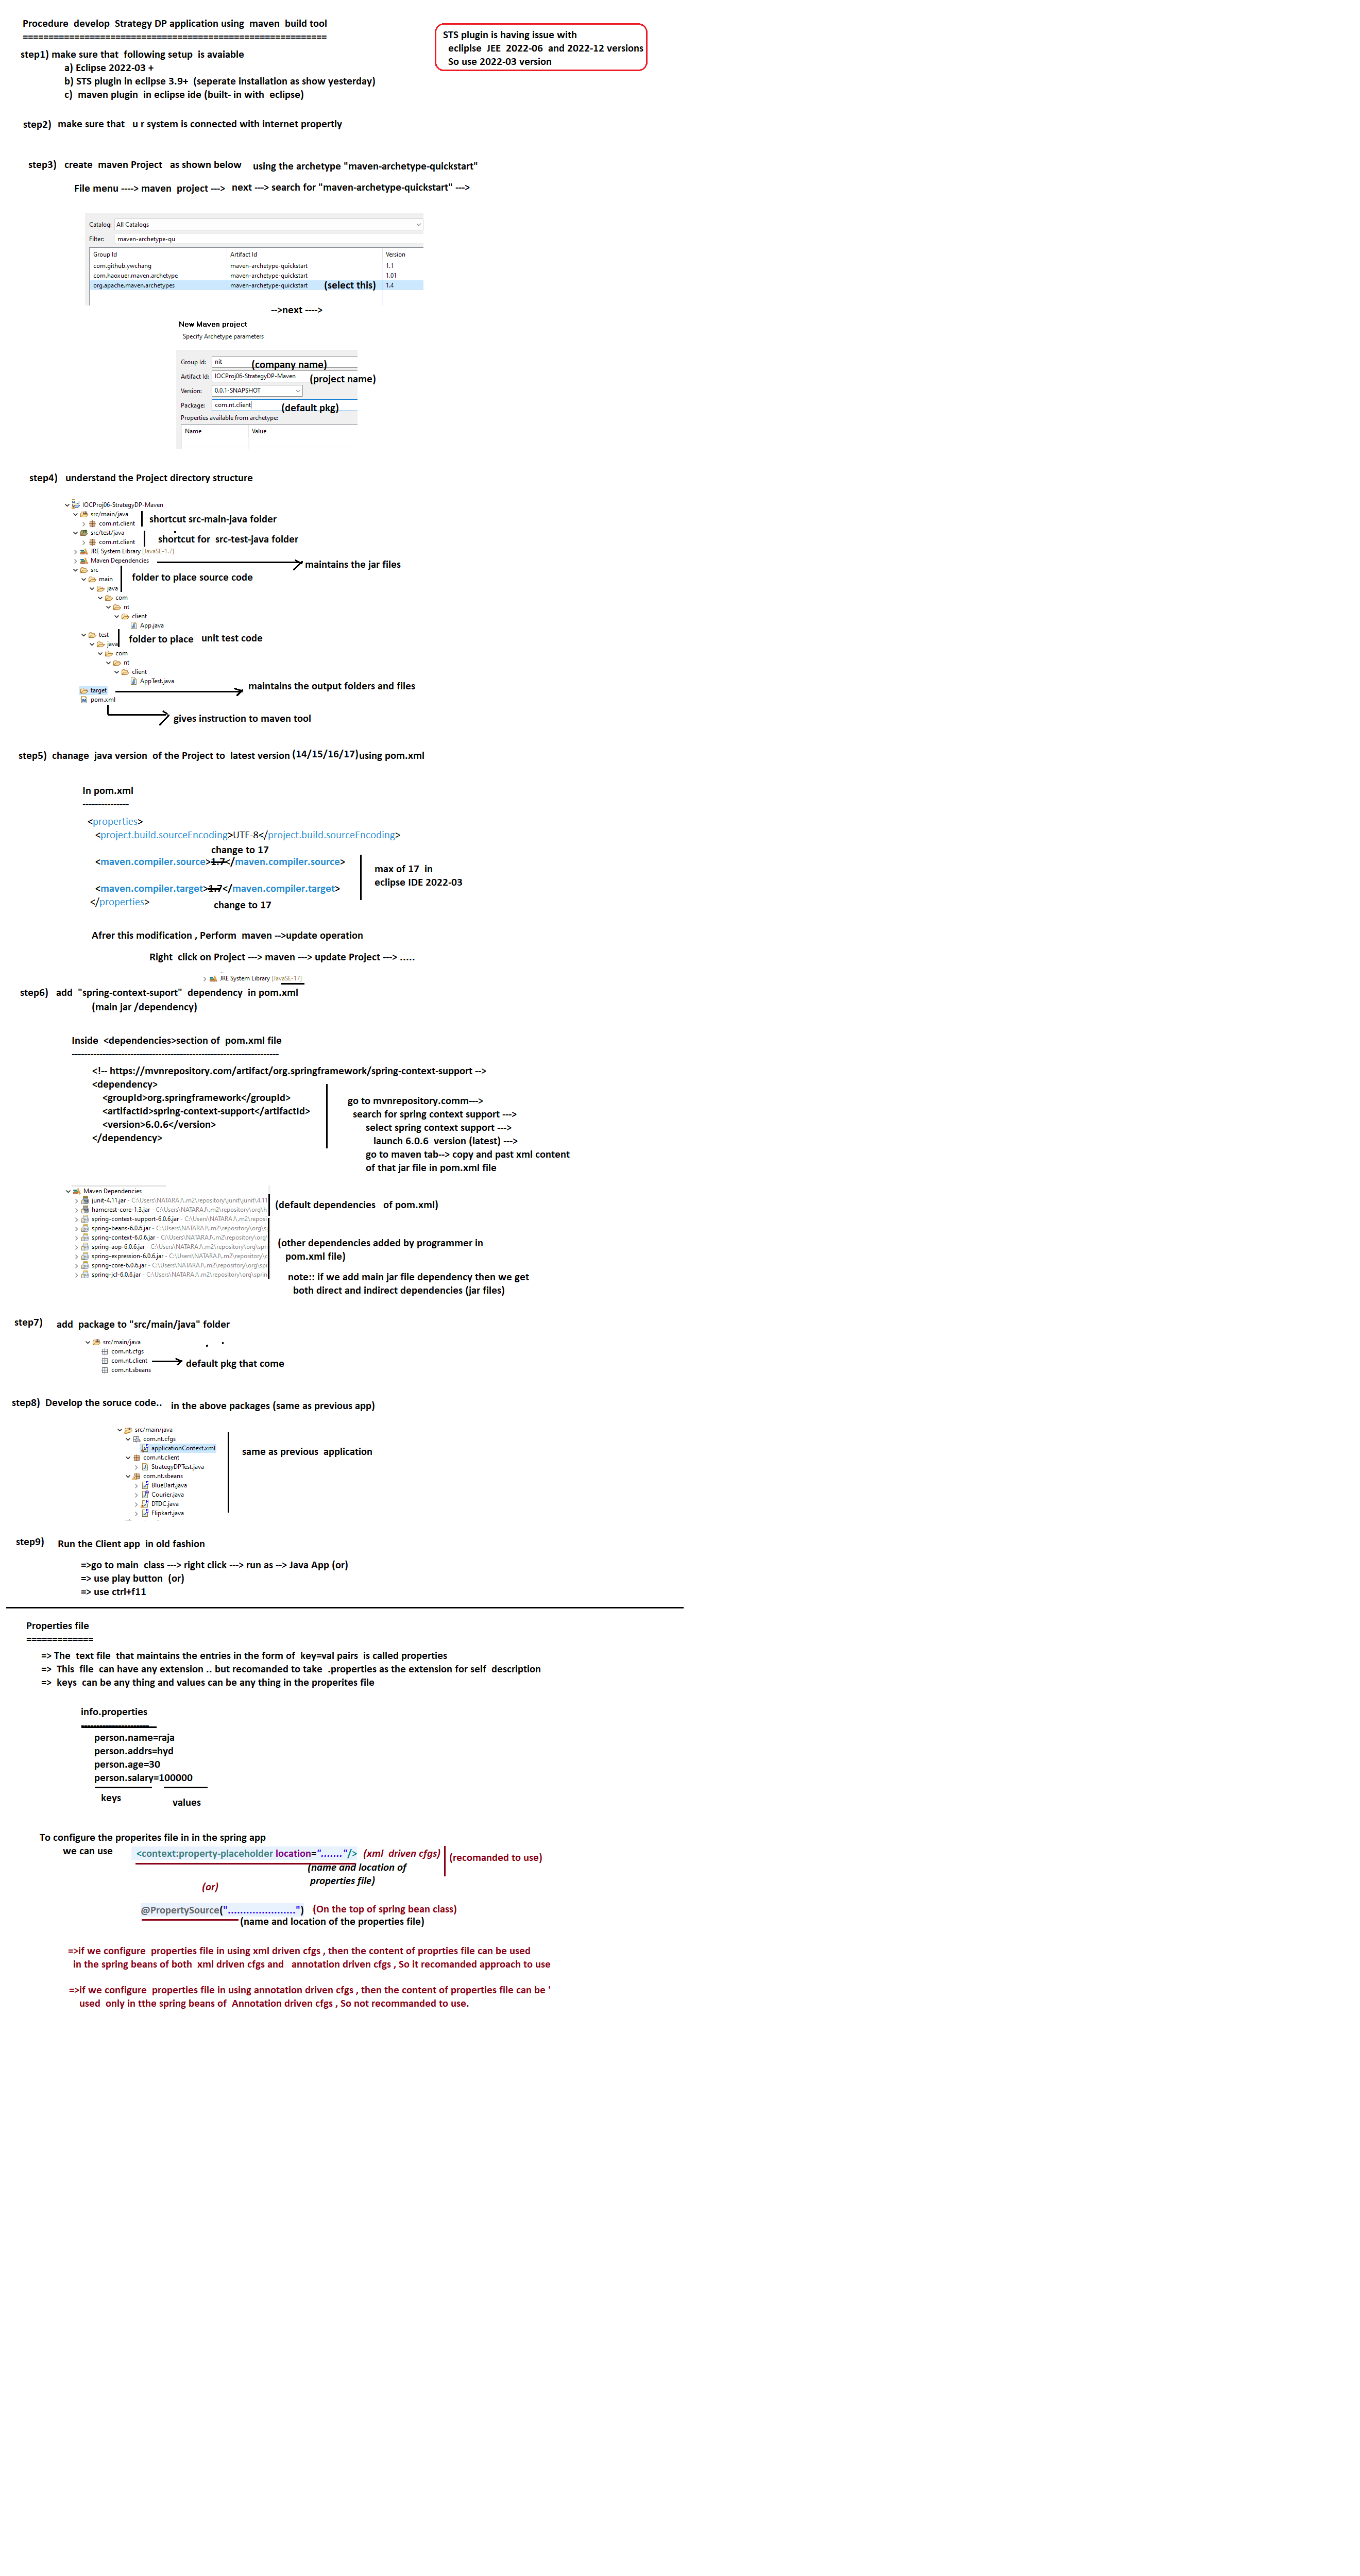 Procedure  develop  Strategy DP application using  maven  build tool
===========================================================
STS plugin is having issue with
ecliplse  JEE  2022-06  and 2022-12 versions
So use 2022-03 version
step1) make sure that  following setup  is avaiable
a) Eclipse 2022-03 +
b) STS plugin in eclipse 3.9+  (seperate installation as show yesterday)
c)  maven plugin  in eclipse ide (built- in with  eclipse)
step2)  make sure that   u r system is connected with internet propertly
step3)   create  maven Project   as shown below    using the archetype "maven-archetype-quickstart"
File menu ----> maven  project --->  next ---> search for "maven-archetype-quickstart" --->
Catalog: All Catalogs
Filter: maven-archetype-qu
Group Id  Artifact Id  Version
com.github.ywchang  maven-archetype-quickstart  1.1
com.haoxuer.maven.archetype  maven-archetype-quickstart  1.01
org.apache.maven.archetypes  maven-archetype-quickstart  (select this)  1.4
-->next ---->
New Maven project
Specify Archetype parameters
Group Id: nit  (company name)
Artifact Id: IOCProj06-StrategyDP-Maven  (project name)
Version: 0.0.1-SNAPSHOT
Package: com.nt.client  (default pkg)
Properties available from archetype:
Name  Value
step4)   understand the Project directory structure
IOCProj06-StrategyDP-Maven
src/main/java
com.nt.client  shortcut src-main-java folder
src/test/java
com.nt.client  shortcut for  src-test-java folder
JRE System Library [JavaSE-1.7]
Maven Dependencies  maintains the jar files
src
main  folder to place source code
java
com
nt
client
App.java
test  folder to place   unit test code
java
com
nt
client
AppTest.java
target  maintains the output folders and files
pom.xml
gives instruction to maven tool
step5)  chanage  java version  of the Project to  latest version (14/15/16/17) using pom.xml
In pom.xml
---------------
<properties>
<project.build.sourceEncoding>UTF-8</project.build.sourceEncoding>
change to 17
<maven.compiler.source>1.7</maven.compiler.source>
max of 17  in
eclipse IDE 2022-03
<maven.compiler.target>1.7</maven.compiler.target>
</properties>
change to 17
Afrer this modification , Perform  maven -->update operation
Right  click on Project ---> maven ---> update Project ---> .....
JRE System Library [JavaSE-17]
step6)   add  "spring-context-suport"  dependency  in pom.xml
(main jar /dependency)
Inside  <dependencies>section of  pom.xml file
-------------------------------------------------------------------
<!-- https://mvnrepository.com/artifact/org.springframework/spring-context-support -->
<dependency>
<groupId>org.springframework</groupId>
<artifactId>spring-context-support</artifactId>
<version>6.0.6</version>
</dependency>
go to mvnrepository.comm--->
search for spring context support --->
select spring context support --->
launch 6.0.6  version (latest) --->
go to maven tab--> copy and past xml content
of that jar file in pom.xml file
Maven Dependencies
junit-4.11.jar - C:\Users\NATARAJ\.m2\repository\junit\junit\4.11
hamcrest-core-1.3.jar - C:\Users\NATARAJ\.m2\repository\org\h
spring-context-support-6.0.6.jar - C:\Users\NATARAJ\.m2\reposi
spring-beans-6.0.6.jar - C:\Users\NATARAJ\.m2\repository\org\s
spring-context-6.0.6.jar - C:\Users\NATARAJ\.m2\repository\org\
spring-aop-6.0.6.jar - C:\Users\NATARAJ\.m2\repository\org\spri
spring-expression-6.0.6.jar - C:\Users\NATARAJ\.m2\repository\o
spring-core-6.0.6.jar - C:\Users\NATARAJ\.m2\repository\org\spr
spring-jcl-6.0.6.jar - C:\Users\NATARAJ\.m2\repository\org\sprin
(default dependencies   of pom.xml)
(other dependencies added by programmer in
pom.xml file)
note:: if we add main jar file dependency then we get
both direct and indirect dependencies (jar files)
step7)    add  package to "src/main/java" folder
src/main/java
com.nt.cfgs
com.nt.client  default pkg that come
com.nt.sbeans
step8)  Develop the soruce code..   in the above packages (same as previous app)
src/main/java
com.nt.cfgs
applicationContext.xml
com.nt.client
StrategyDPTest.java
com.nt.sbeans
BlueDart.java
Courier.java
DTDC.java
Flipkart.java
same as previous  application
step9)    Run the Client app  in old fashion
=>go to main  class ---> right click ---> run as --> Java App (or)
=> use play button  (or)
=> use ctrl+f11
Properties file
=============
=> The  text file  that maintains the entries in the form of  key=val pairs  is called properties
=>  This  file  can have any extension .. but recomanded to take  .properties as the extension for self  description
=>  keys  can be any thing and values can be any thing in the properites file
info.properties
----------------------
person.name=raja
person.addrs=hyd
person.age=30
person.salary=100000
keys  values
To configure the properites file in in the spring app
we can use  <context:property-placeholder location="......."/>  (xml  driven cfgs)  (recomanded to use)
(name and location of
properties file)
(or)
@PropertySource("......................")  (On the top of spring bean class)
(name and location of the properties file)
=>if we configure  properties file in using xml driven cfgs , then the content of proprties file can be used
in the spring beans of both  xml driven cfgs and   annotation driven cfgs , So it recomanded approach to use
=>if we configure  properties file in using annotation driven cfgs , then the content of properties file can be '
used  only in tthe spring beans of  Annotation driven cfgs , So not recommanded to use.